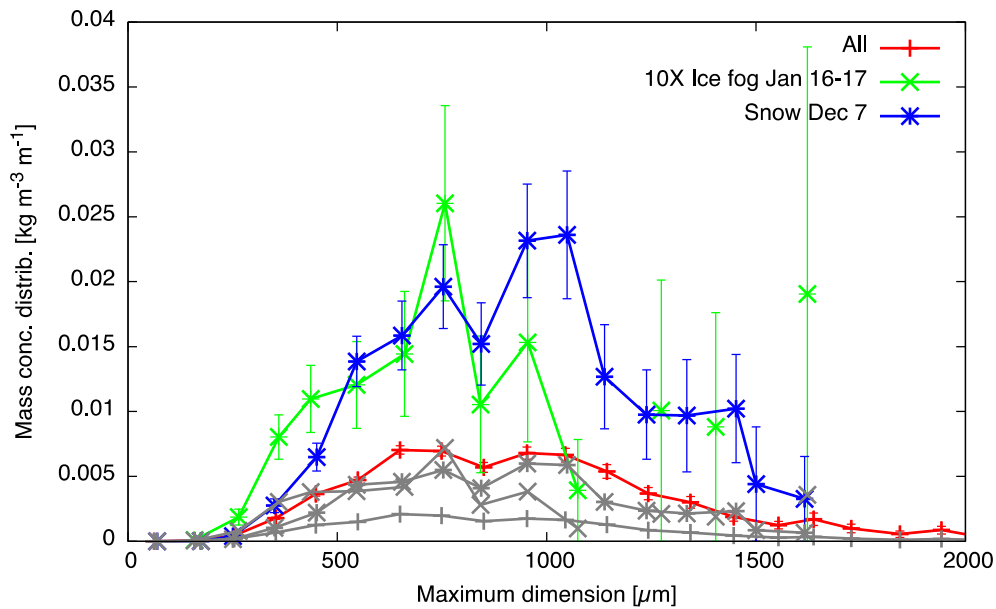 0.04
0.035
0.03
0.025
0.02
0.015
0.01
0.005
0
Mass conc. distrib. [kg m⁻³ m⁻¹]
All
10X Ice fog Jan 16-17
Snow Dec 7
0 500 1000 1500 2000
Maximum dimension [µm]